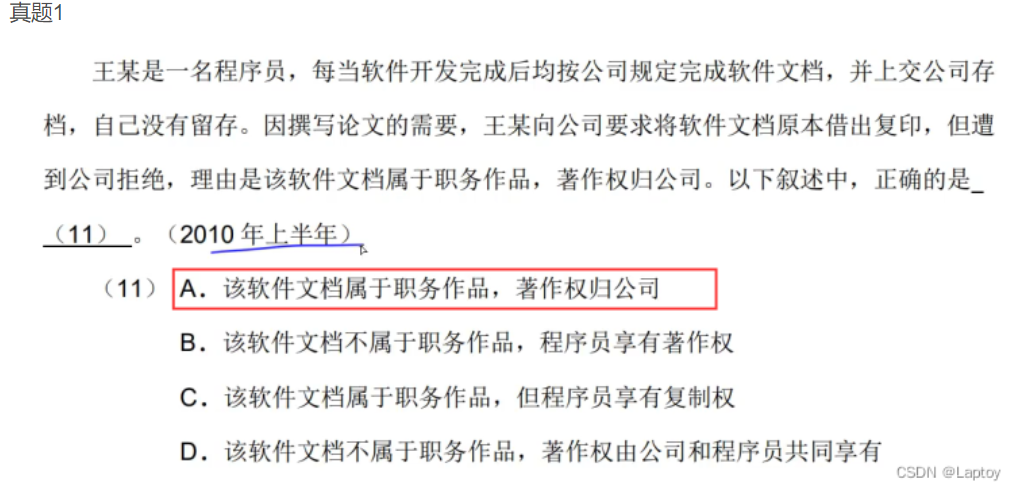 真题1
王某是一名程序员，每当软件开发完成后均按公司规定完成软件文档，并上交公司存
档，自己没有留存。因撰写论文的需要，王某向公司要求将软件文档原本借出复印，但遭
到公司拒绝，理由是该软件文档属于职务作品，著作权归公司。以下叙述中，正确的是_
（11）_。（2010 年上半年）
（11）A．该软件文档属于职务作品，著作权归公司
B．该软件文档不属于职务作品，程序员享有著作权
C．该软件文档属于职务作品，但程序员享有复制权
D．该软件文档不属于职务作品，著作权由公司和程序员共同享有
CSDN @Laptoy